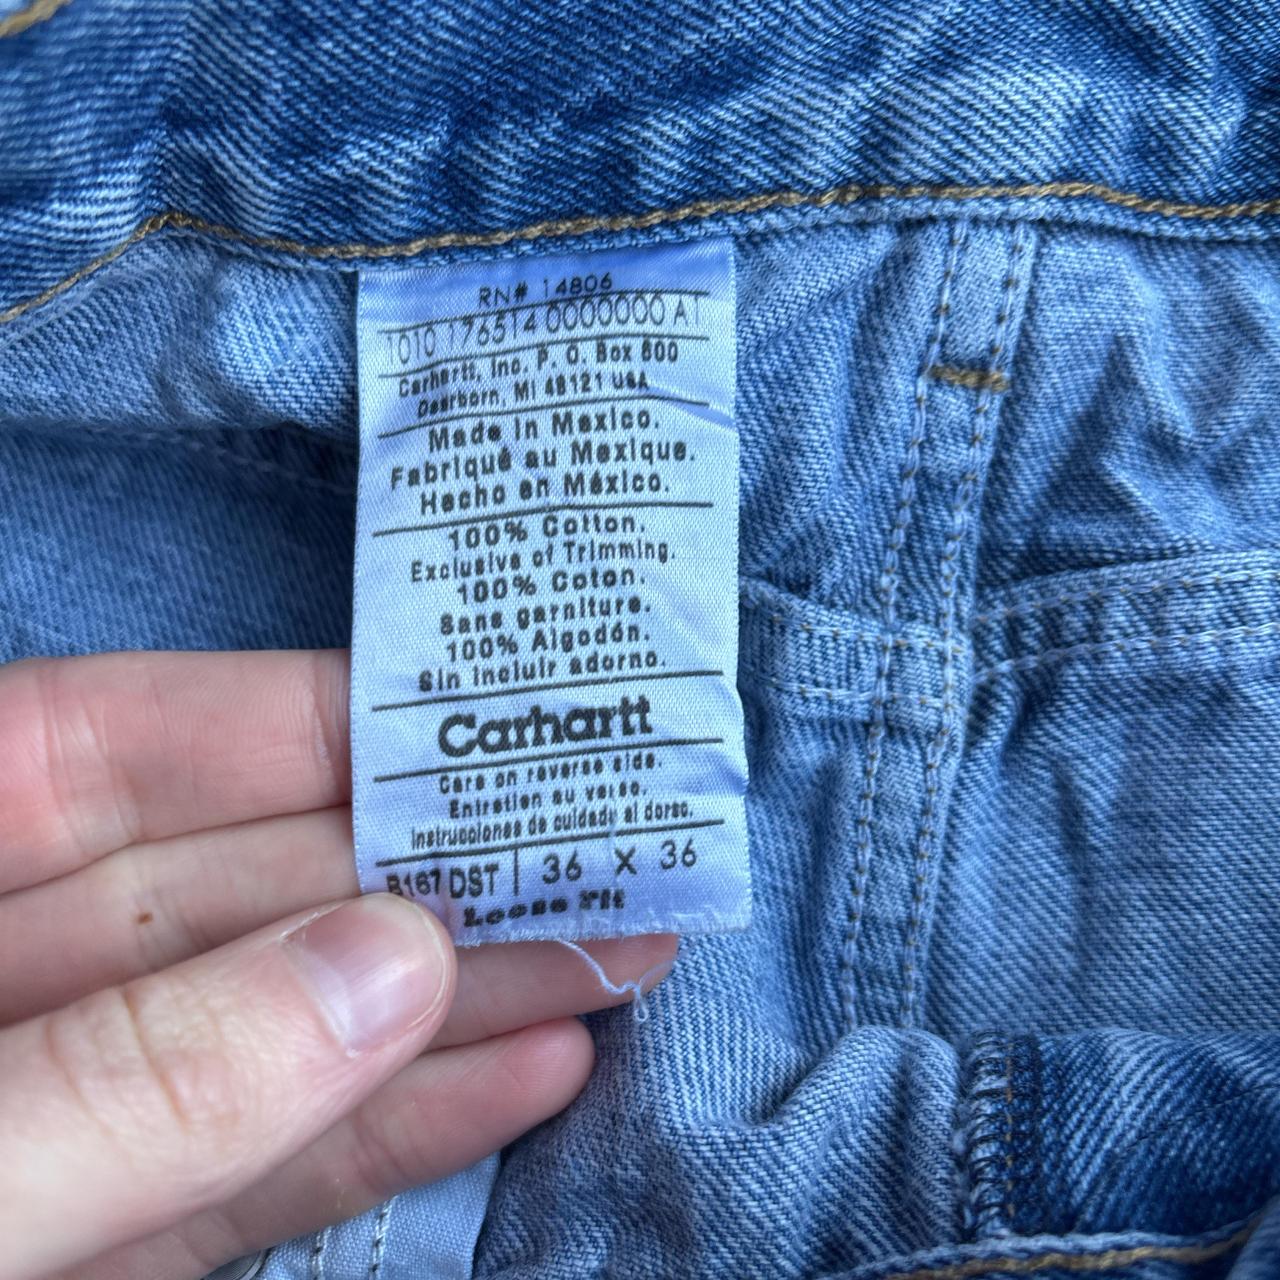 RN# 14806
1010 176514 0000000 A1
Carhartt, Inc. P. O. Box 600
Dearborn, MI 48121 USA
Made in Mexico.
Fabriqué au Mexique.
Hecho en México.
100% Cotton.
Exclusive of Trimming.
100% Coton.
Sans garniture.
100% Algodón.
Sin incluir adorno.
Carhartt
Care on reverse side.
Entretien au verso.
Instrucciones de cuidado al dorso.
B167 DST | 36 X 36
Loose Fit